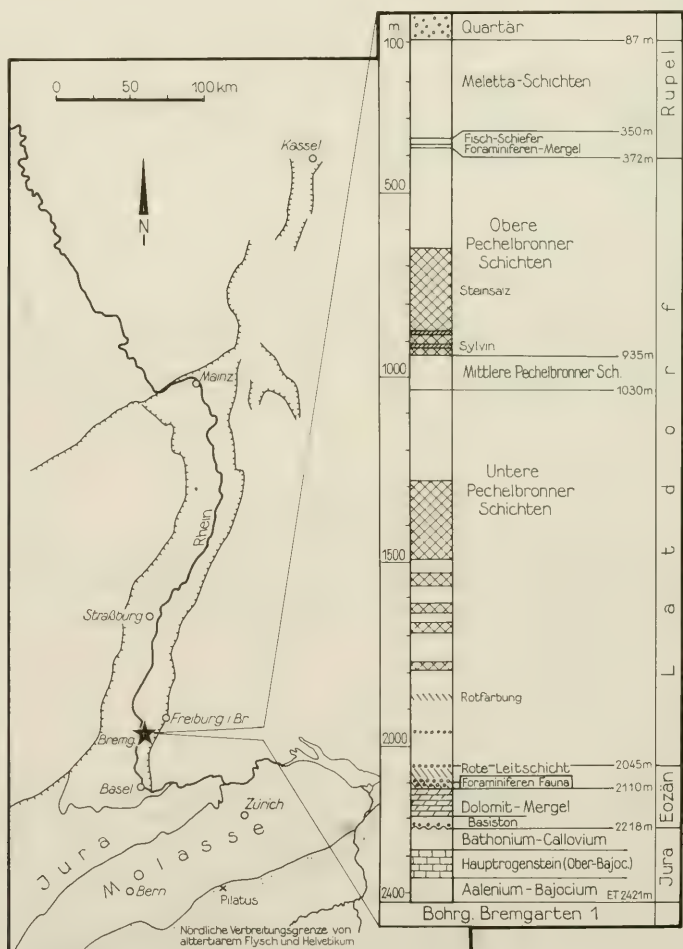 0 50 100 km
Kassel
N
Mainz
Rhein
Straßburg
Freiburg i. Br.
Bremg.
Basel
Zürich
Jura
Molasse
Bern
Pilatus
Nördliche Verbreitungsgrenze von
alttertiärem Flysch und Helvetikum
m
100
500
1000
1500
2000
2400
Quartär
87 m
Meletta-Schichten
350 m
Fisch-Schiefer
Foraminiferen-Mergel
372 m
Obere
Pechelbronner
Schichten
Steinsalz
Sylvin
935 m
Mittlere Pechelbronner Sch.
1030 m
Untere
Pechelbronner
Schichten
Rotfärbung
2045 m
Rote-Leitschicht
Foraminiferen Fauna
2110 m
Dolomit-Mergel
Basiston
2218 m
Bathonium-Callovium
Hauptrogenstein (Ober-Bajoc.)
Aalenium-Bajocium
ET 2421 m
Rupel
Latdorf
Eozän
Jura
Bohrg. Bremgarten 1